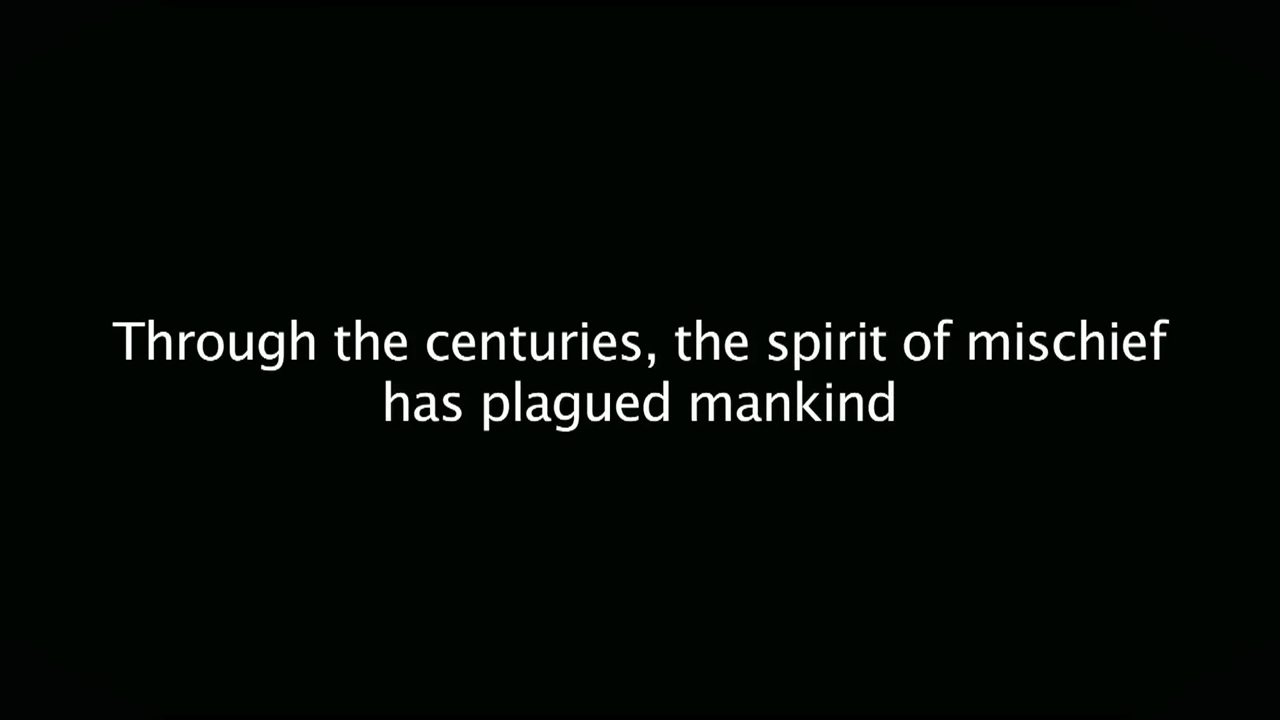 Through the centuries, the spirit of mischief
has plagued mankind